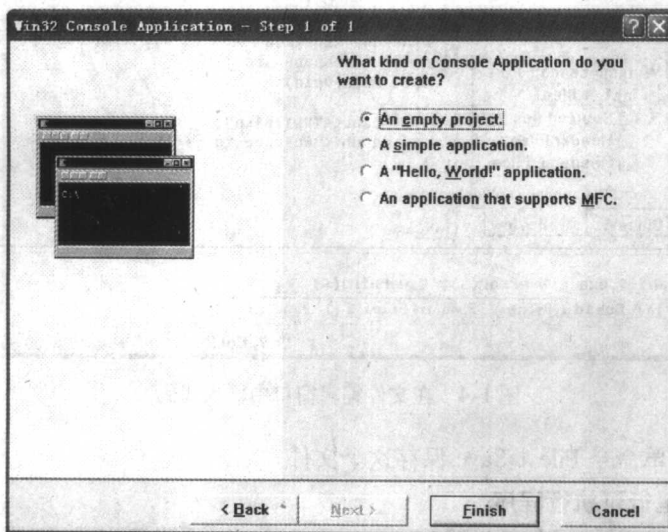 Win32 Console Application - Step 1 of 1
What kind of Console Application do you
want to create?
An empty project.
A simple application.
A "Hello, World!" application.
An application that supports MFC.
C:\
< Back
Next >
Finish
Cancel